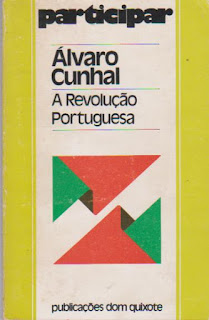 participar
Álvaro
Cunhal
A Revolução
Portuguesa
publicações dom quixote